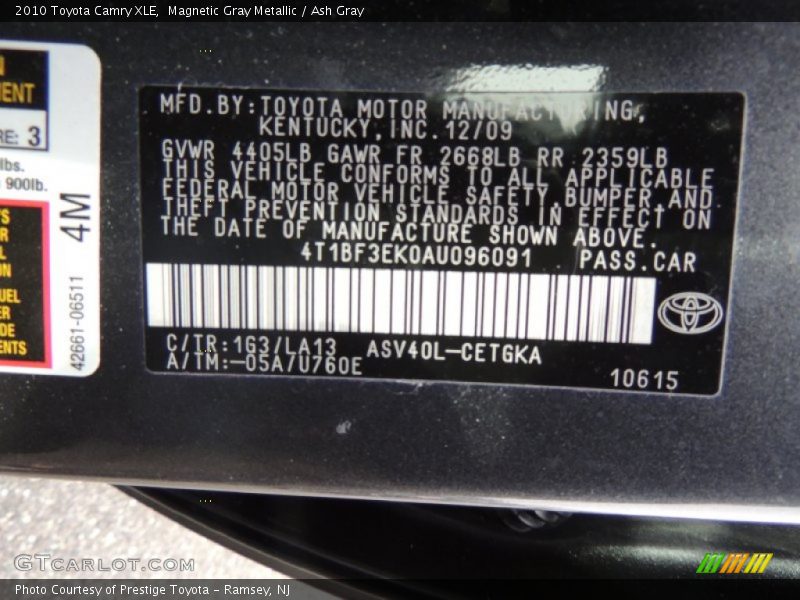 2010 Toyota Camry XLE,  Magnetic Gray Metallic / Ash Gray
3
lbs.
900lb.
4M
42661-06511
MFD.BY:TOYOTA MOTOR MANUFACTURING,
KENTUCKY,INC.12/09
GVWR 4405LB GAWR FR 2668LB RR 2359LB
THIS VEHICLE CONFORMS TO ALL APPLICABLE
FEDERAL MOTOR VEHICLE SAFETY,BUMPER,AND
THEFT PREVENTION STANDARDS IN EFFECT ON
THE DATE OF MANUFACTURE SHOWN ABOVE.
4T1BF3EK0AU096091   PASS.CAR
C/TR:1G3/LA13   ASV40L-CETGKA
A/TM:-05A/U760E
10615
GTCARLOT.COM
Photo Courtesy of Prestige Toyota - Ramsey, NJ